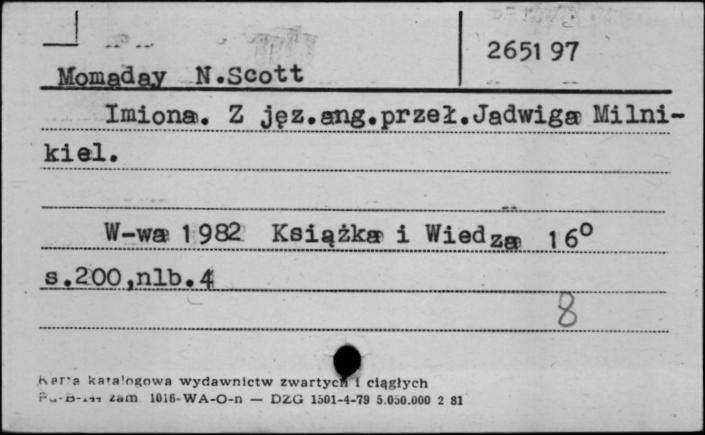 265197
Momaday N.Scott
Imiona. Z jęz.ang.przeł.Jadwiga Milni-
kiel.
W-wa 1982 Książka i Wiedza 16°
s.200,nlb.4
8
Karta katalogowa wydawnictw zwartych i ciągłych
zam. 1016-WA-O-n — DZG 1501-4-79 5.050.000 2 81